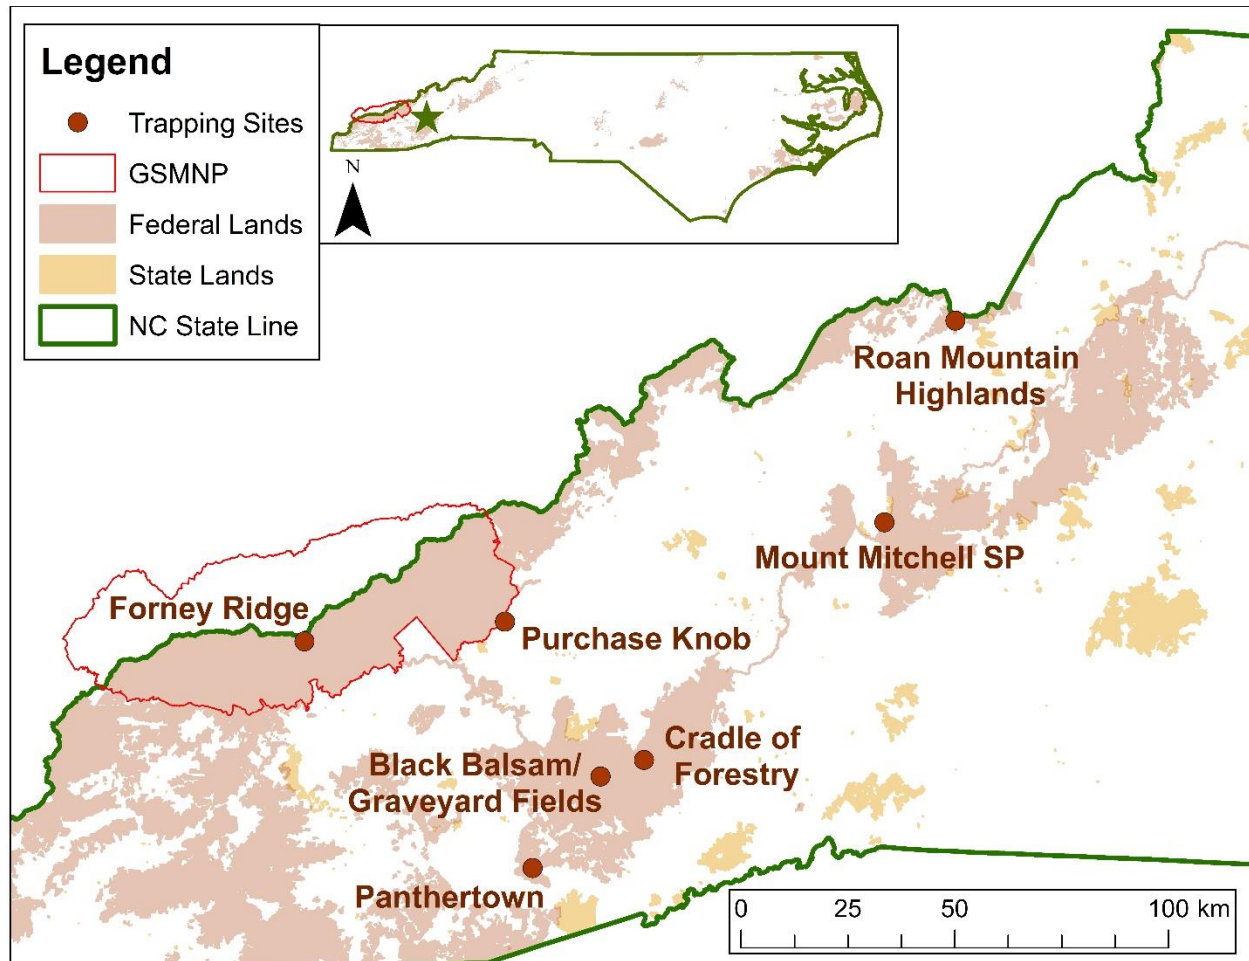 Legend
Trapping Sites
GSMNP
Federal Lands
State Lands
NC State Line
N
Roan Mountain
Highlands
Mount Mitchell SP
Forney Ridge
Purchase Knob
Cradle of
Forestry
Black Balsam/
Graveyard Fields
Panthertown
0 25 50 100 km